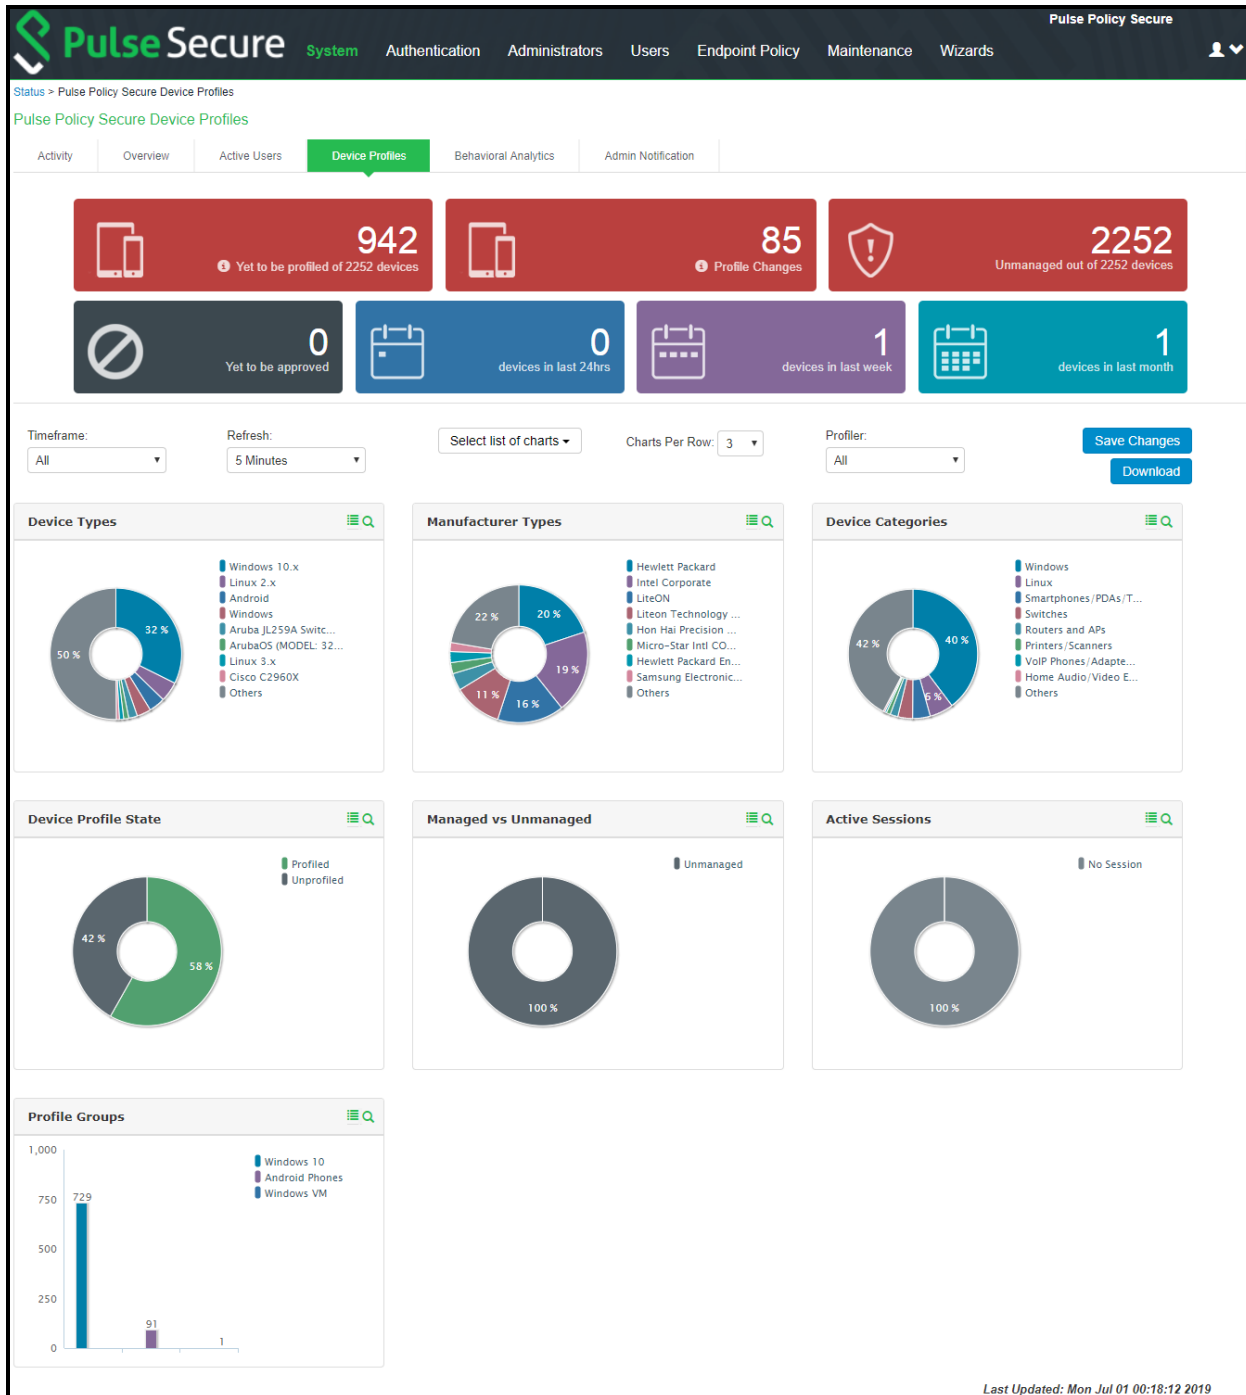 Pulse Policy Secure
Pulse Secure System Authentication Administrators Users Endpoint Policy Maintenance Wizards
Status > Pulse Policy Secure Device Profiles
Pulse Policy Secure Device Profiles
Activity Overview Active Users Device Profiles Behavioral Analytics Admin Notification
942
Yet to be profiled of 2252 devices
85
Profile Changes
2252
Unmanaged out of 2252 devices
0
Yet to be approved
0
devices in last 24hrs
1
devices in last week
1
devices in last month
Timeframe:
All
Refresh:
5 Minutes
Select list of charts
Charts Per Row: 3
Profiler:
All
Save Changes
Download
Device Types
Windows 10.x
Linux 2.x
Android
Windows
Aruba JL259A Switc...
ArubaOS (MODEL: 32...
Linux 3.x
Cisco C2960X
Others
32 %
50 %
Manufacturer Types
Hewlett Packard
Intel Corporate
LiteON
Liteon Technology ...
Hon Hai Precision ...
Micro-Star Intl CO...
Hewlett Packard En...
Samsung Electronic...
Others
22 %
20 %
19 %
11 %
16 %
Device Categories
Windows
Linux
Smartphones/PDAs/T...
Switches
Routers and APs
Printers/Scanners
VoIP Phones/Adapte...
Home Audio/Video E...
Others
42 %
40 %
5 %
Device Profile State
Profiled
Unprofiled
42 %
58 %
Managed vs Unmanaged
Unmanaged
100 %
Active Sessions
No Session
100 %
Profile Groups
1,000
750
500
250
0
729
91
1
Windows 10
Android Phones
Windows VM
Last Updated: Mon Jul 01 00:18:12 2019